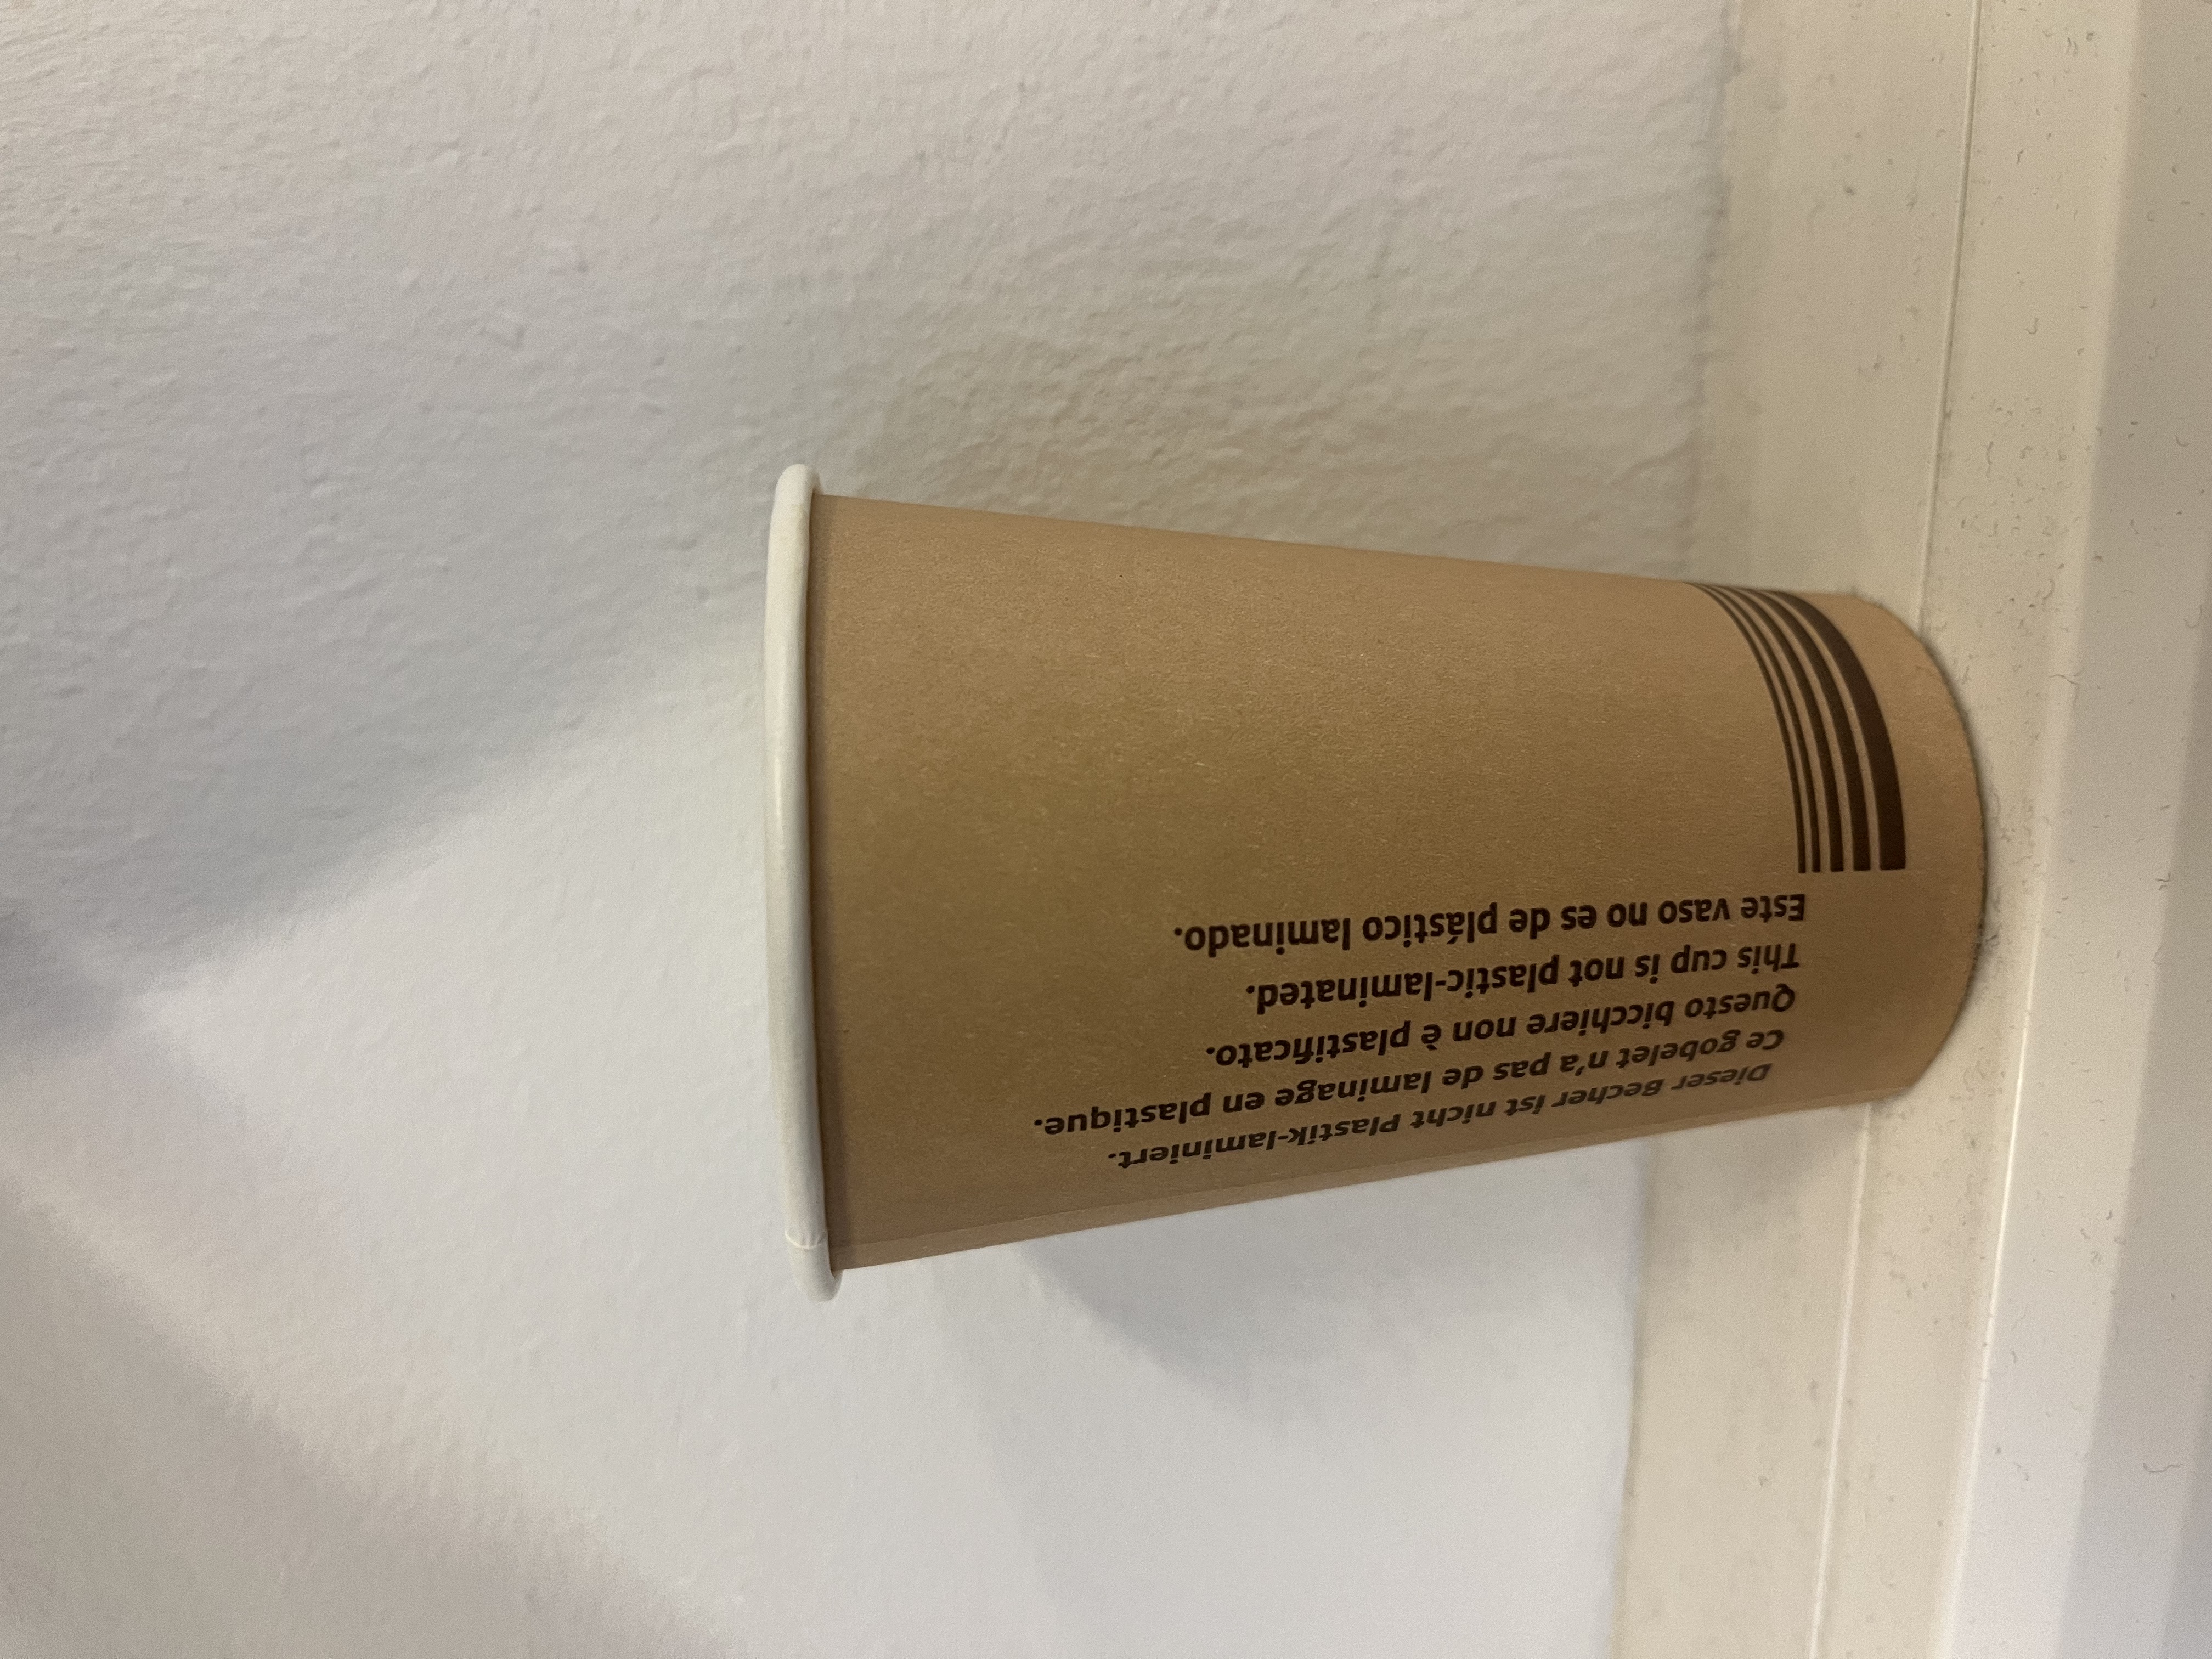 Dieser Becher ist nicht Plastik-laminiert.
Ce gobelet n'a pas de laminage en plastique.
Questo bicchiere non è plastificato.
This cup is not plastic-laminated.
Este vaso no es de plástico laminado.